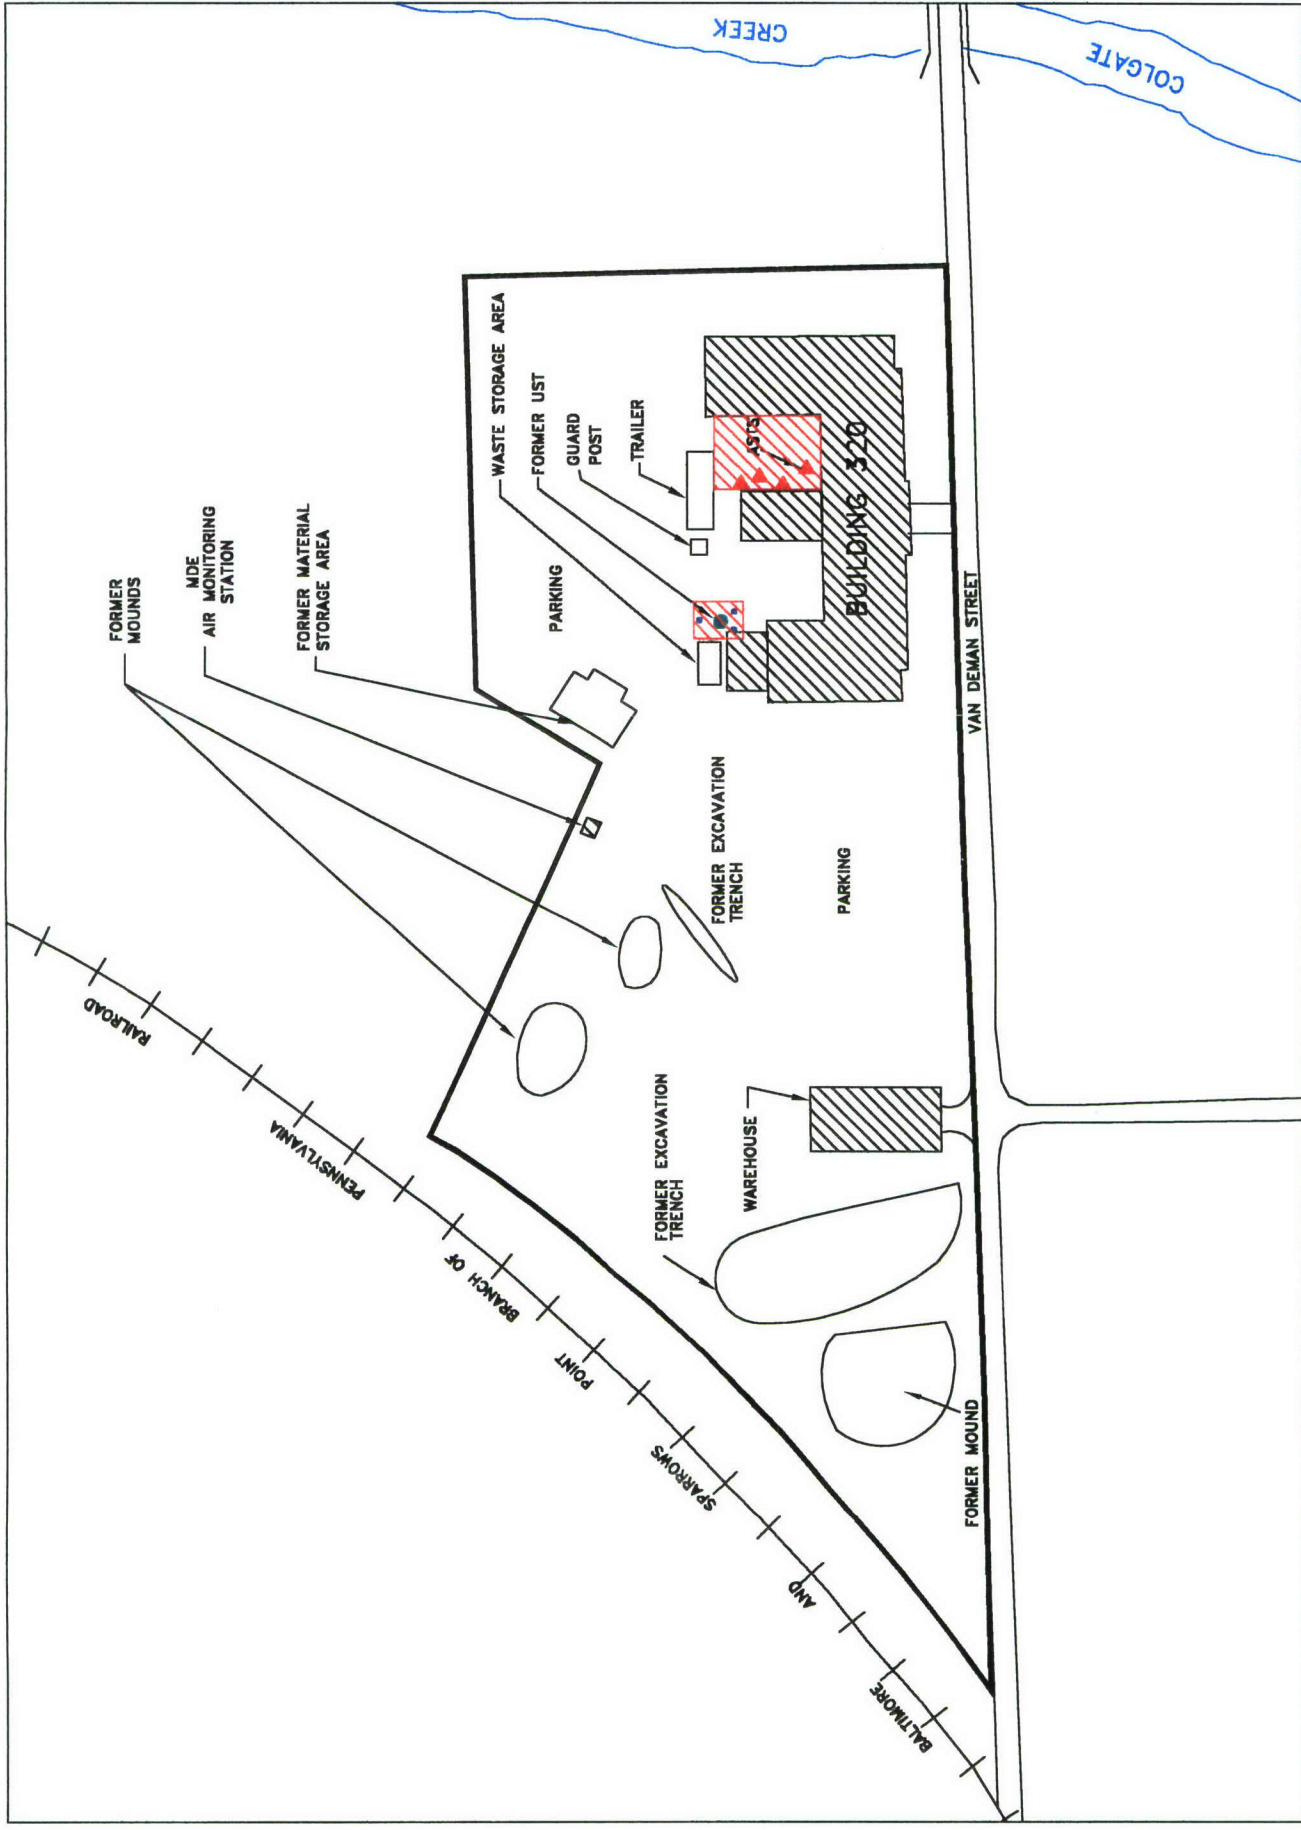 FORMER
MOUNDS
MDE
AIR MONITORING
STATION
FORMER MATERIAL
STORAGE AREA
WASTE STORAGE AREA
FORMER UST
GUARD
POST
TRAILER
PARKING
ASTS
BUILDING 320
VAN DEMAN STREET
FORMER EXCAVATION
TRENCH
PARKING
FORMER EXCAVATION
TRENCH
WAREHOUSE
FORMER MOUND
BALTIMORE
AND
SPARROWS
POINT
BRANCH OF
PENNSYLVANIA
RAILROAD
COLGATE
CREEK